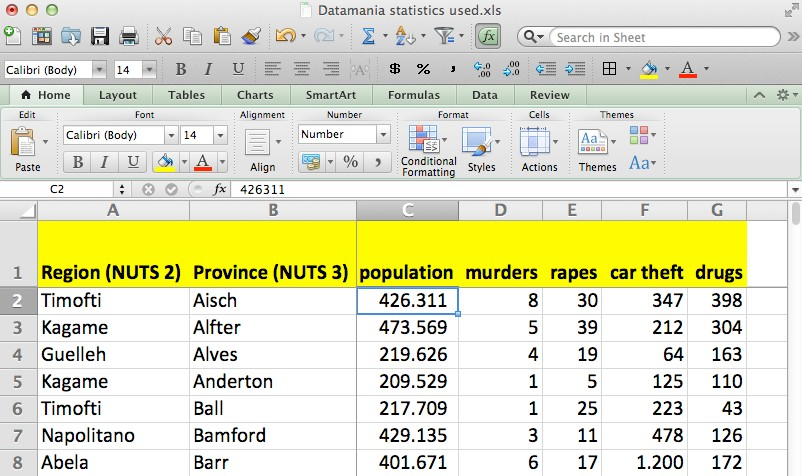 Datamania statistics used.xls
Search in Sheet
Calibri (Body) 14 B I U $ % ,
Home Layout Tables Charts SmartArt Formulas Data Review
Edit Font Alignment Number Format Cells Themes
Calibri (Body) 14 Number
B I U A % ,
Paste Align Conditional Formatting Styles Actions Themes Aa
C2 fx 426311
A B C D E F G
1 Region (NUTS 2) Province (NUTS 3) population murders rapes car theft drugs
2 Timofti Aisch 426.311 8 30 347 398
3 Kagame Alfter 473.569 5 39 212 304
4 Guelleh Alves 219.626 4 19 64 163
5 Kagame Anderton 209.529 1 5 125 110
6 Timofti Ball 217.709 1 25 223 43
7 Napolitano Bamford 429.135 3 11 478 126
8 Abela Barr 401.671 6 17 1.200 172